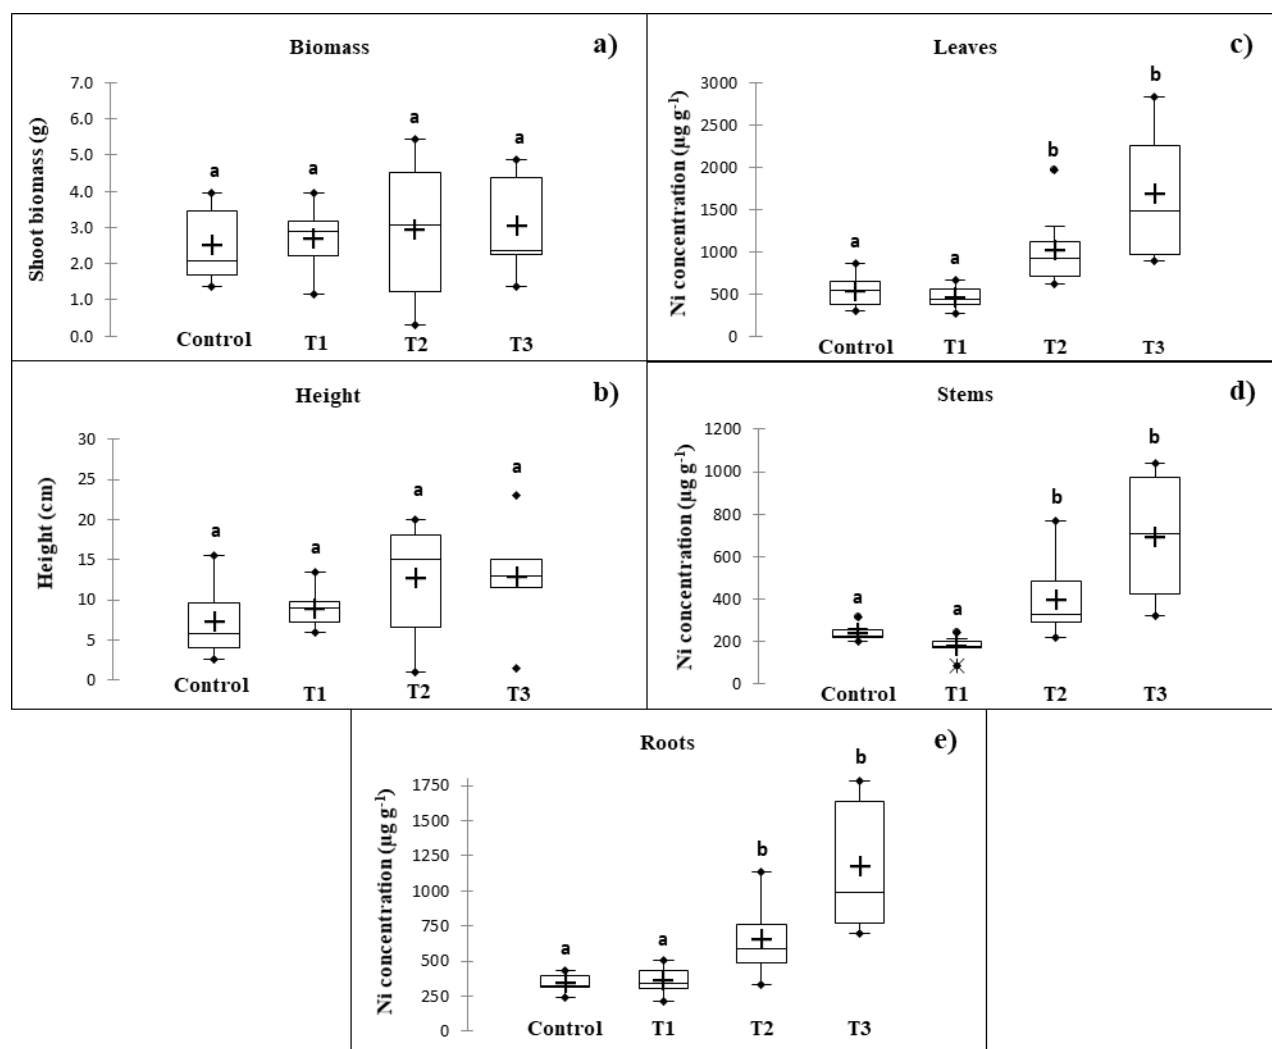 Biomass
a)
Shoot biomass (g)
7.0
6.0
5.0
4.0
3.0
2.0
1.0
0.0
a
a
a
a
Control
T1
T2
T3
Leaves
c)
Ni concentration (µg g-1)
3000
2500
2000
1500
1000
500
0
a
a
b
b
Control
T1
T2
T3
Height
b)
Height (cm)
30
25
20
15
10
5
0
a
a
a
a
Control
T1
T2
T3
Stems
d)
Ni concentration (µg g-1)
1200
1000
800
600
400
200
0
a
a
b
b
Control
T1
T2
T3
Roots
e)
Ni concentration (µg g-1)
1750
1500
1250
1000
750
500
250
0
a
a
b
b
Control
T1
T2
T3